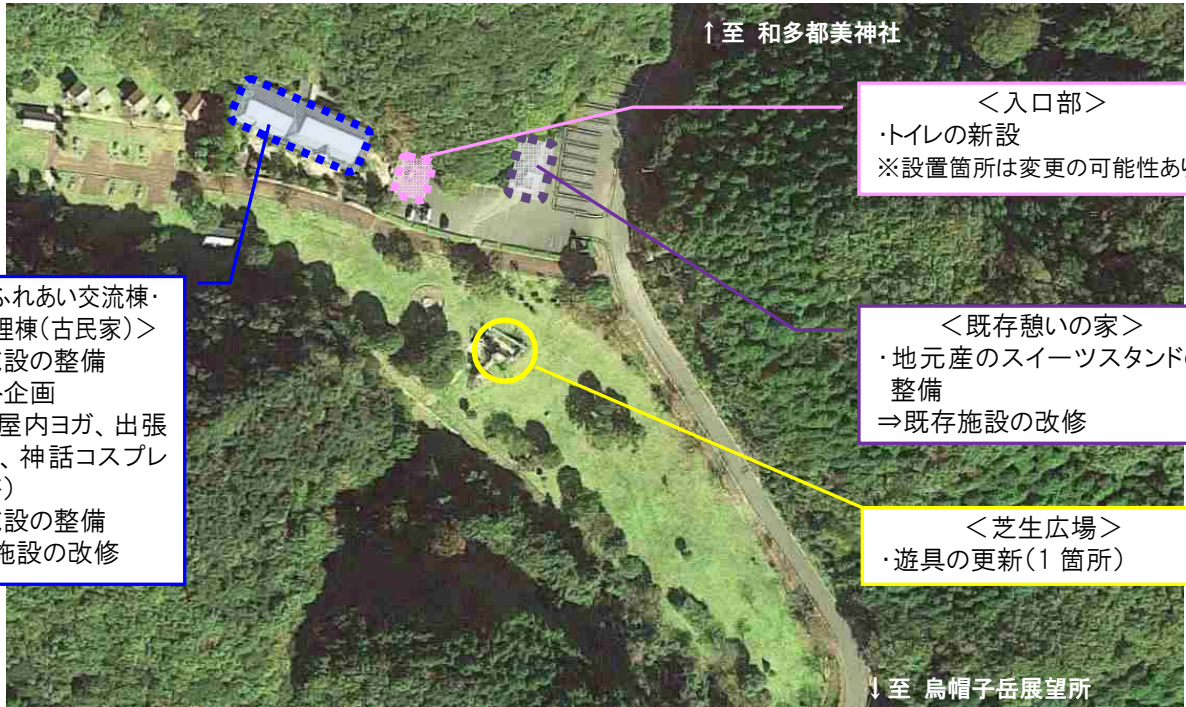 ↑至 和多都美神社
＜入口部＞
･トイレの新設
※設置箇所は変更の可能性あり
ふれあい交流棟･
理棟(古民家)＞
設の整備
企画
屋内ヨガ、出張
、神話コスプレ
)
設の整備
施設の改修
＜既存憩いの家＞
･地元産のスイーツスタンドの
整備
⇒既存施設の改修
＜芝生広場＞
･遊具の更新(1 箇所)
↓至 烏帽子岳展望所